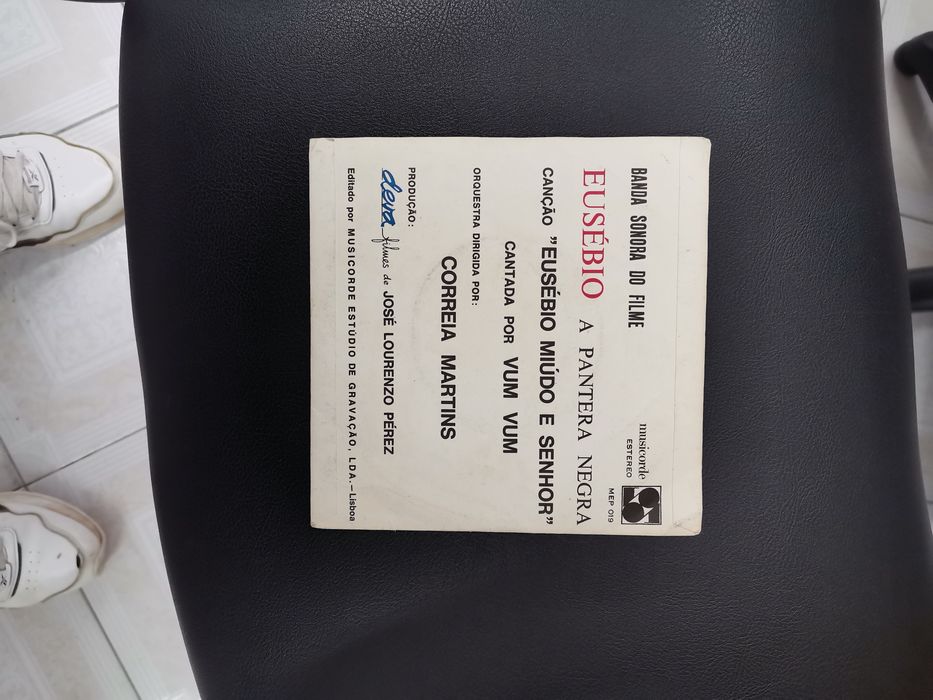 BANDA SONORA DO FILME
musicorde
ESTEREO
MEP 019
EUSÉBIO A PANTERA NEGRA
CANÇÃO "EUSÉBIO MIÚDO E SENHOR"
CANTADA POR VUM VUM
ORQUESTRA DIRIGIDA POR:
CORREIA MARTINS
PRODUÇÃO:
deva filmes de JOSÉ LOURENZO PÉREZ
Editado por MUSICORDE ESTÚDIO DE GRAVAÇÃO, LDA. — Lisboa